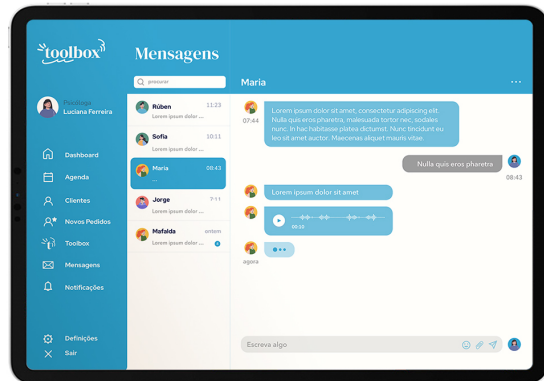 toolbox
Mensagens
procurar
Psicóloga
Luciana Ferreira
Dashboard
Agenda
Clientes
Novos Pedidos
Toolbox
Mensagens
Notificações
Definições
Sair
Rúben 11:23
Lorem ipsum dolor ...
Sofia 10:11
Lorem ipsum dolor ...
Maria 08:43
...
Jorge 7:11
Lorem ipsum dolor ...
Mafalda ontem
Lorem ipsum dolor ...
Maria
Lorem ipsum dolor sit amet, consectetur adipiscing elit.
Nulla quis eros pharetra, malesuada tortor nec, sodales
nunc. In hac habitasse platea dictumst. Nunc tincidunt eu
leo sit amet auctor. Maecenas aliquet mauris vitae.
07:44
Nulla quis eros pharetra
08:43
Lorem ipsum dolor sit amet
00:10
agora
Escreva algo